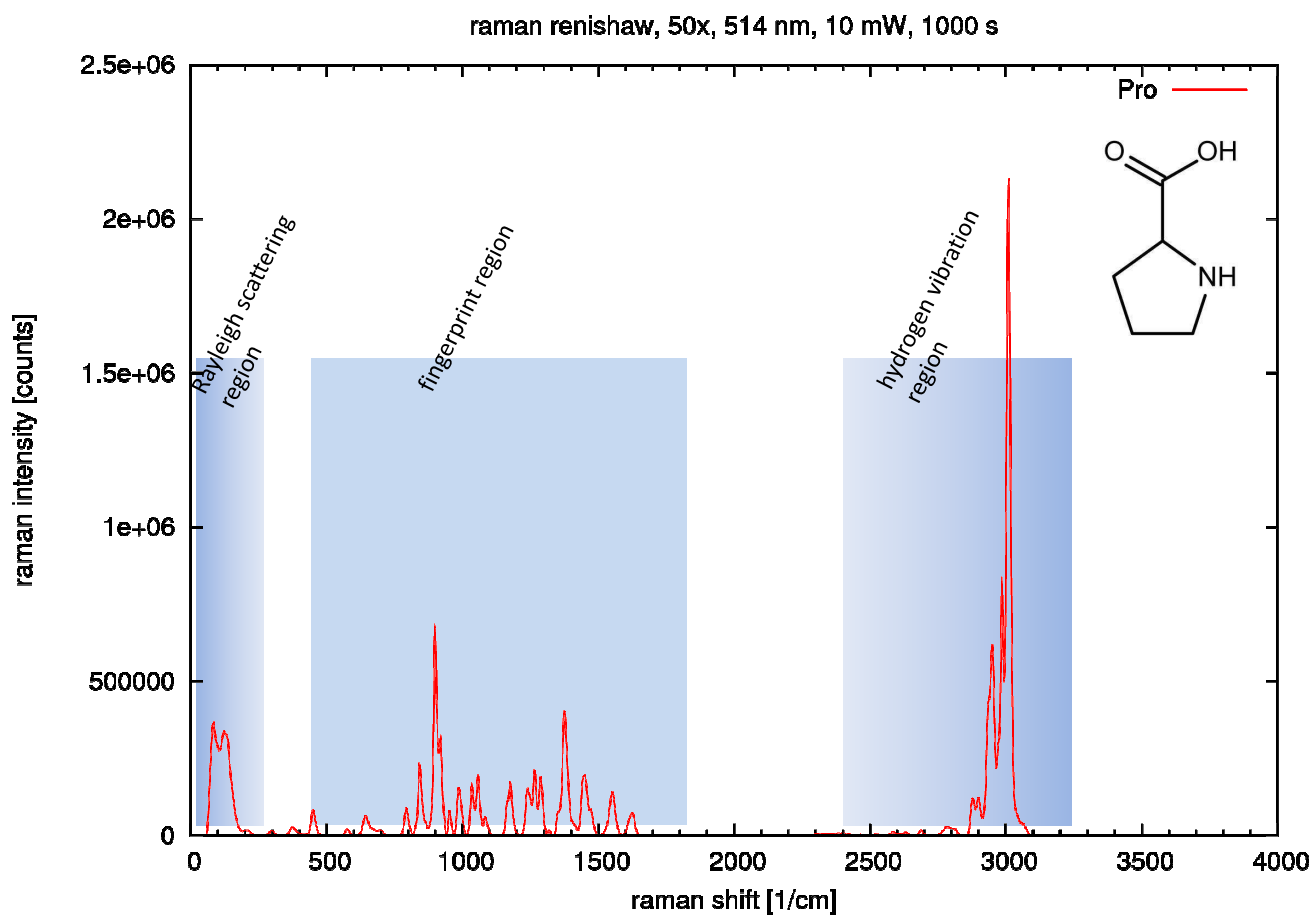 raman renishaw, 50x, 514 nm, 10 mW, 1000 s
2.5e+06
2e+06
1.5e+06
1e+06
500000
0
raman intensity [counts]
Pro
O
OH
NH
Rayleigh scattering
region
fingerprint region
hydrogen vibration
region
0 500 1000 1500 2000 2500 3000 3500 4000
raman shift [1/cm]